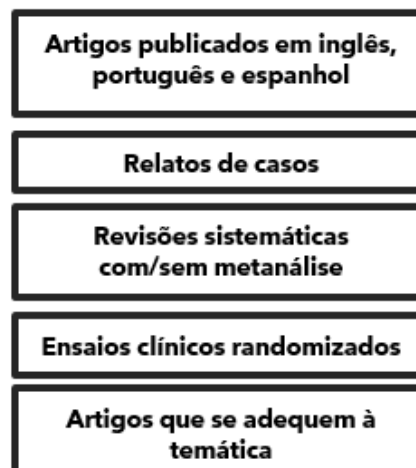 Artigos publicados em inglês,
português e espanhol
Relatos de casos
Revisões sistemáticas
com/sem metanálise
Ensaios clínicos randomizados
Artigos que se adequem à
temática